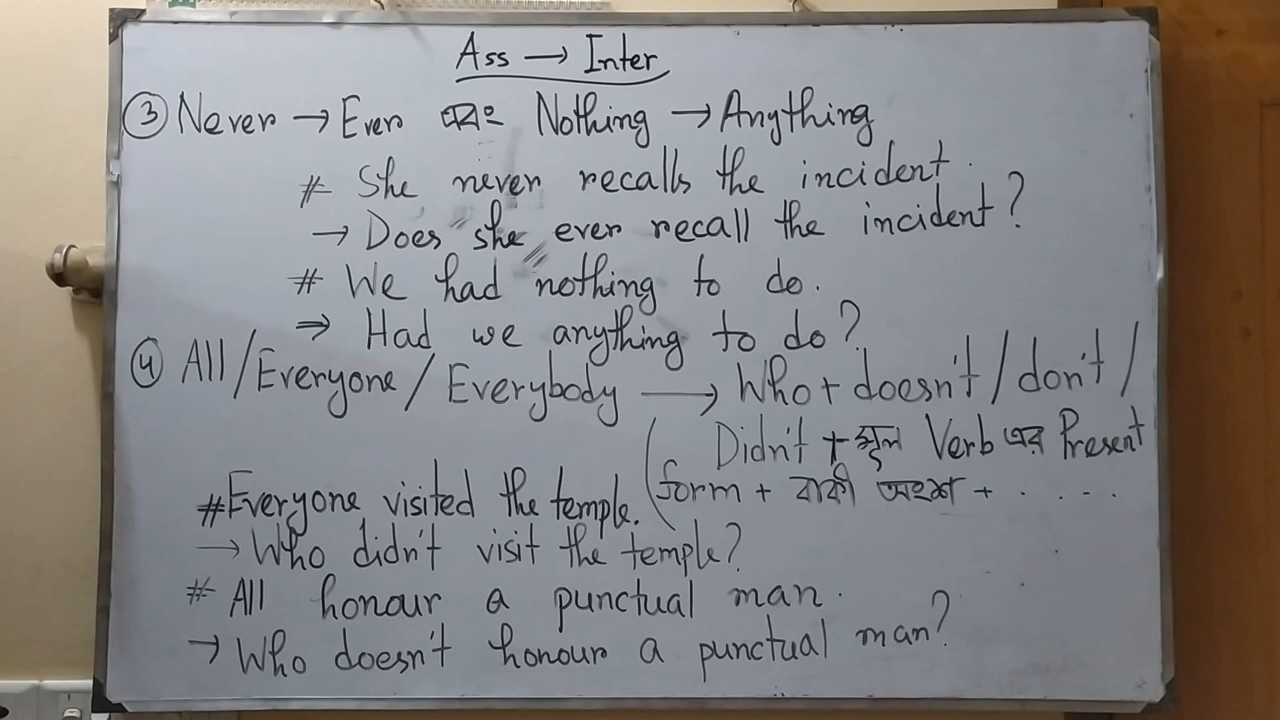 Ass → Inter
③ Never → Ever এবং Nothing → Anything
# She never recalls the incident.
→ Does she ever recall the incident?
# We had nothing to do.
⇒ Had we anything to do?
④ All/Everyone/Everybody → Who + doesn't/don't/
Didn't + মূল Verb এর Present
form + বাকী অংশ + . . . .
# Everyone visited the temple.
→ Who didn't visit the temple?
# All honour a punctual man.
→ Who doesn't honour a punctual man?